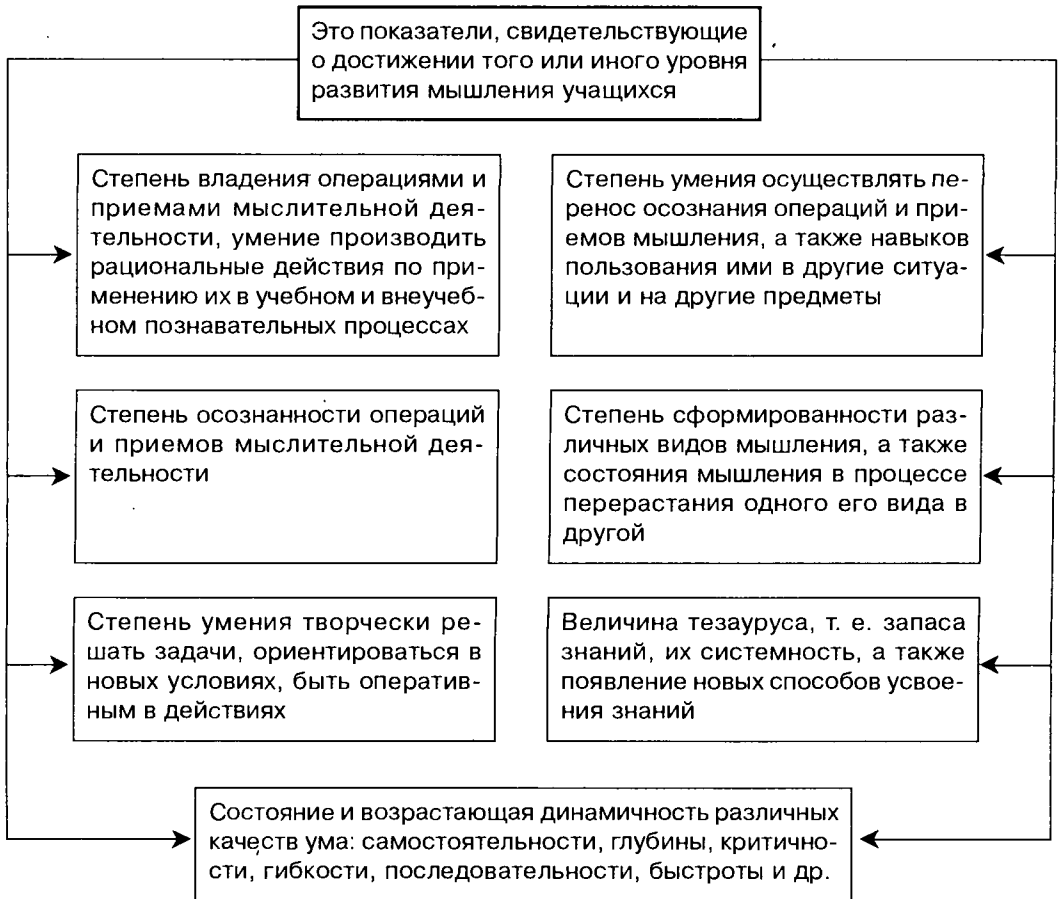 Это показатели, свидетельствующие
о достижении того или иного уровня
развития мышления учащихся
Степень владения операциями и
приемами мыслительной дея-
тельности, умение производить
рациональные действия по при-
менению их в учебном и внеучеб-
ном познавательных процессах
Степень умения осуществлять пе-
ренос осознания операций и при-
емов мышления, а также навыков
пользования ими в другие ситуа-
ции и на другие предметы
Степень осознанности операций
и приемов мыслительной дея-
тельности
Степень сформированности раз-
личных видов мышления, а также
состояния мышления в процессе
перерастания одного его вида в
другой
Степень умения творчески ре-
шать задачи, ориентироваться в
новых условиях, быть оператив-
ным в действиях
Величина тезауруса, т. е. запаса
знаний, их системность, а также
появление новых способов усвое-
ния знаний
Состояние и возрастающая динамичность различных
качеств ума: самостоятельности, глубины, критично-
сти, гибкости, последовательности, быстроты и др.